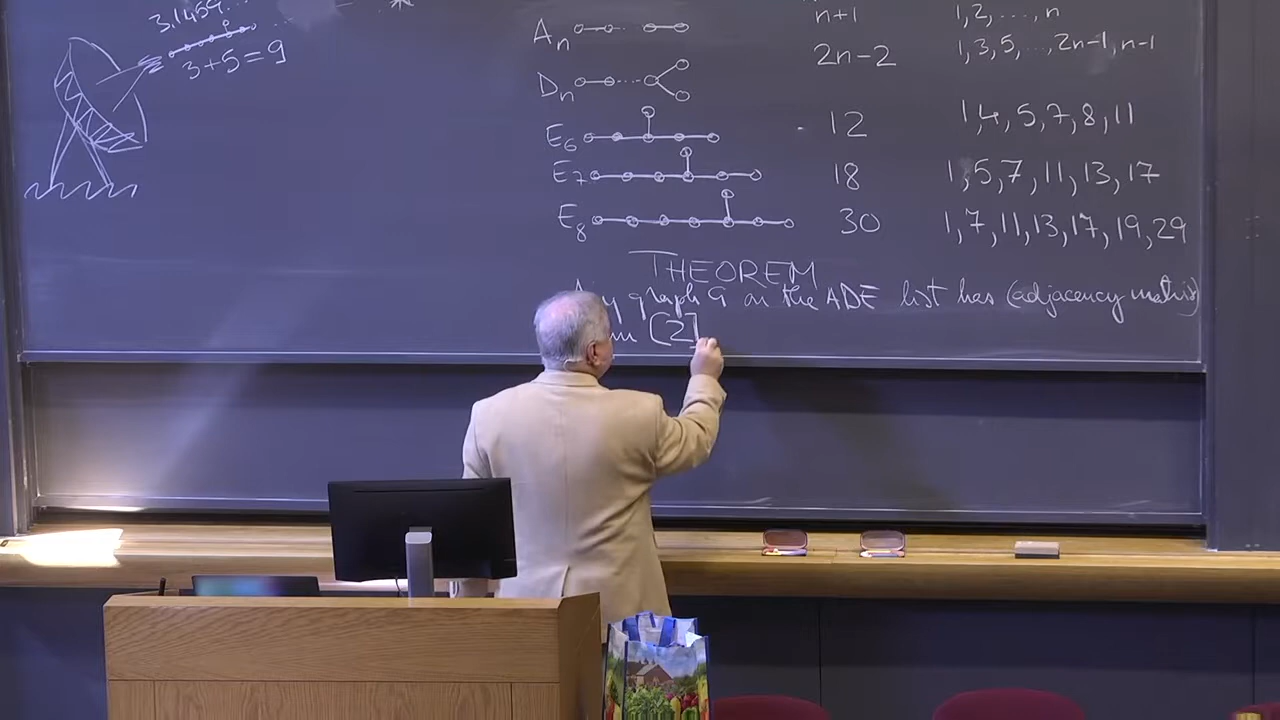 3.1459...
3+5=9
n+1 1,2,...,n
A_n
2n-2 1,3,5,...,2n-1,n-1
D_n
E_6 12 1,4,5,7,8,11
E_7 18 1,5,7,11,13,17
E_8 30 1,7,11,13,17,19,29
THEOREM
graph G on the ADE list has (adjacency matrix)
[2]